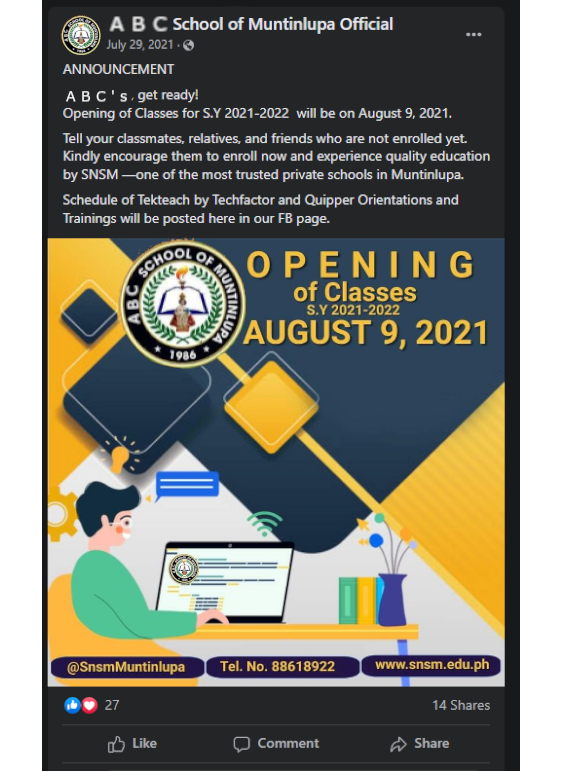 A B C School of Muntinlupa Official
July 29, 2021 ·
ANNOUNCEMENT
A B C ' s , get ready!
Opening of Classes for S.Y 2021-2022 will be on August 9, 2021.
Tell your classmates, relatives, and friends who are not enrolled yet.
Kindly encourage them to enroll now and experience quality education
by SNSM —one of the most trusted private schools in Muntinlupa.
Schedule of Tekteach by Techfactor and Quipper Orientations and
Trainings will be posted here in our FB page.
ABC SCHOOL OF MUNTINLUPA
1986
OPENING
of Classes
S.Y 2021-2022
AUGUST 9, 2021
@SnsmMuntinlupa
Tel. No. 88618922
www.snsm.edu.ph
27
14 Shares
Like
Comment
Share